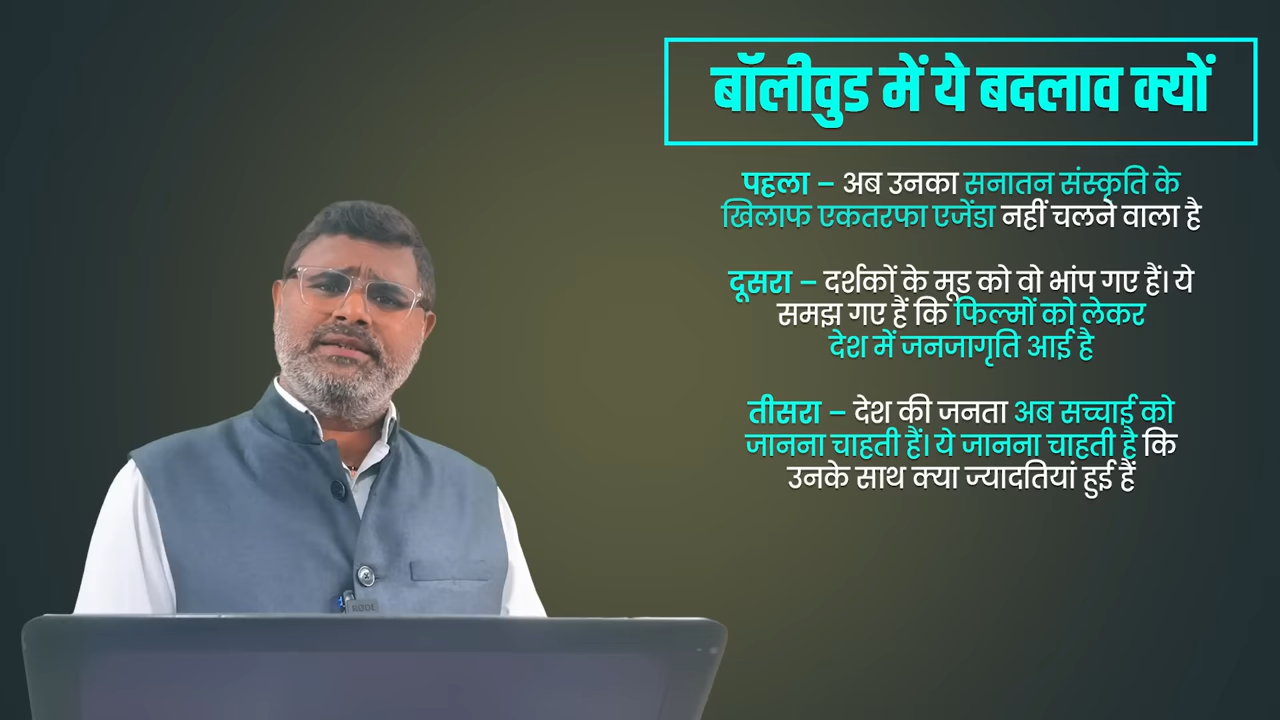 बॉलीवुड में ये बदलाव क्यों
पहला – अब उनका सनातन संस्कृति के
खिलाफ एकतरफा एजेंडा नहीं चलने वाला है
दूसरा – दर्शकों के मूड को वो भांप गए हैं। ये
समझ गए हैं कि फिल्मों को लेकर
देश में जनजागृति आई है
तीसरा – देश की जनता अब सच्चाई को
जानना चाहती हैं। ये जानना चाहती है कि
उनके साथ क्या ज्यादतियां हुई हैं
RØDE